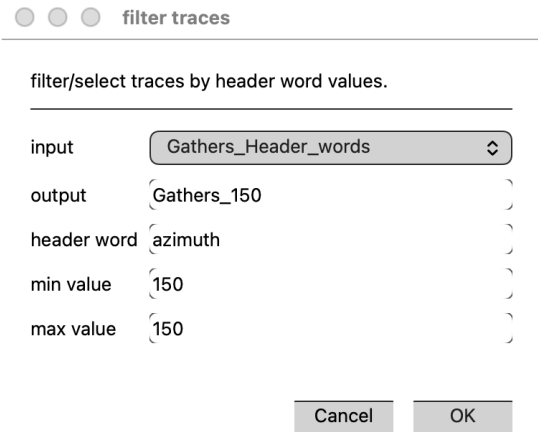 filter traces
filter/select traces by header word values.
input Gathers_Header_words
output Gathers_150
header word azimuth
min value 150
max value 150
Cancel OK